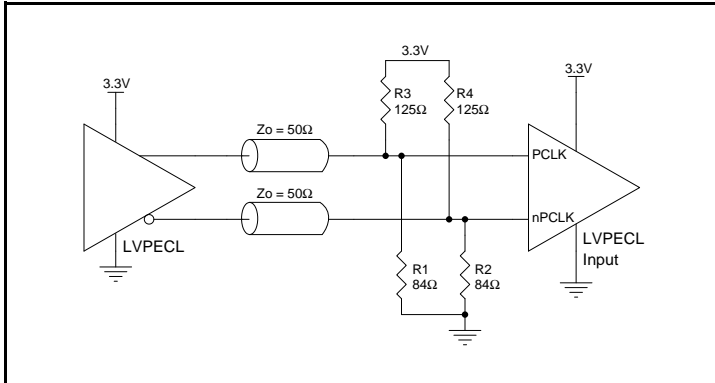 3.3V
3.3V
3.3V
R3
125Ω
R4
125Ω
Zo = 50Ω
PCLK
Zo = 50Ω
nPCLK
LVPECL
LVPECL
Input
R1
84Ω
R2
84Ω